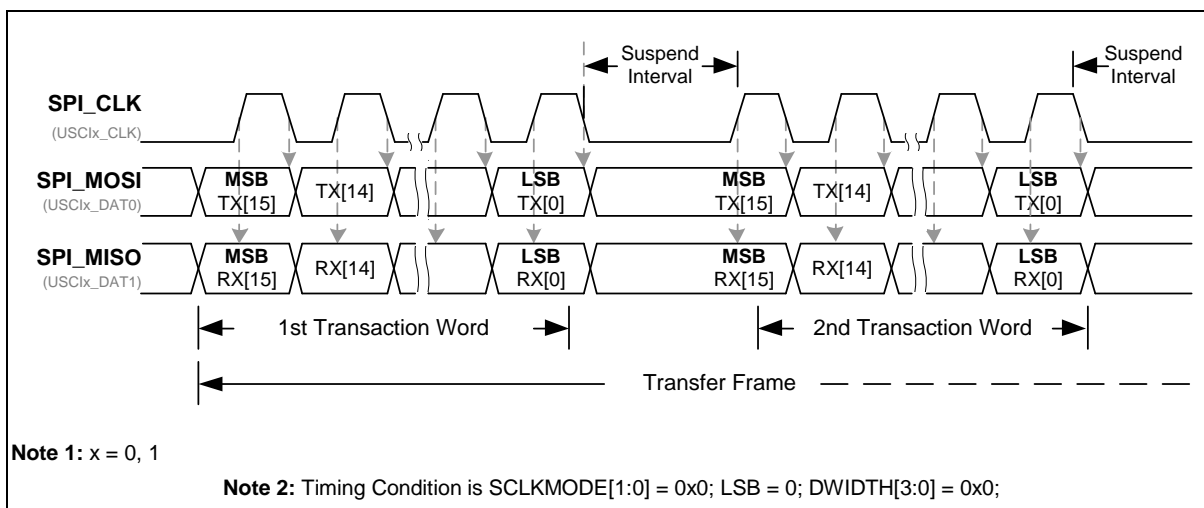 Suspend
Interval
Suspend
Interval
SPI_CLK
(USCIx_CLK)
SPI_MOSI
(USCIx_DAT0)
MSB
TX[15]
TX[14]
LSB
TX[0]
MSB
TX[15]
TX[14]
LSB
TX[0]
SPI_MISO
(USCIx_DAT1)
MSB
RX[15]
RX[14]
LSB
RX[0]
MSB
RX[15]
RX[14]
LSB
RX[0]
1st Transaction Word
2nd Transaction Word
Transfer Frame
Note 1: x = 0, 1
Note 2: Timing Condition is SCLKMODE[1:0] = 0x0; LSB = 0; DWIDTH[3:0] = 0x0;